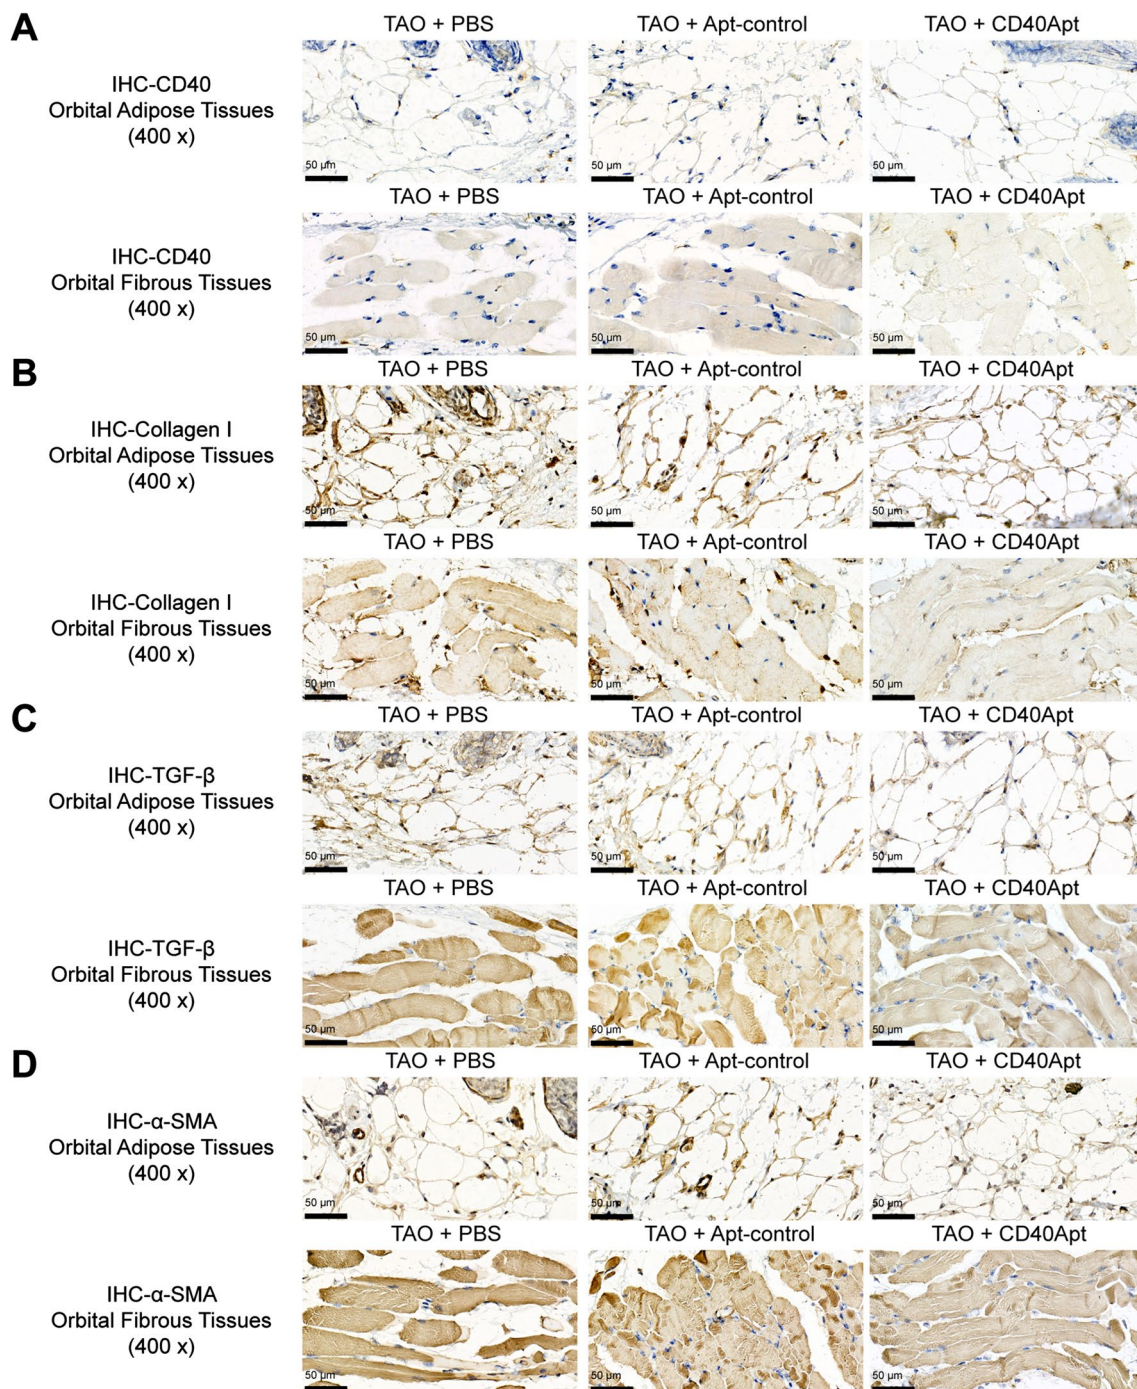 A
TAO + PBS
TAO + Apt-control
TAO + CD40Apt
IHC-CD40
Orbital Adipose Tissues
(400 x)
50 µm
50 µm
50 µm
TAO + PBS
TAO + Apt-control
TAO + CD40Apt
IHC-CD40
Orbital Fibrous Tissues
(400 x)
50 µm
50 µm
50 µm
B
TAO + PBS
TAO + Apt-control
TAO + CD40Apt
IHC-Collagen I
Orbital Adipose Tissues
(400 x)
50 µm
50 µm
50 µm
TAO + PBS
TAO + Apt-control
TAO + CD40Apt
IHC-Collagen I
Orbital Fibrous Tissues
(400 x)
50 µm
50 µm
50 µm
C
TAO + PBS
TAO + Apt-control
TAO + CD40Apt
IHC-TGF-β
Orbital Adipose Tissues
(400 x)
50 µm
50 µm
50 µm
TAO + PBS
TAO + Apt-control
TAO + CD40Apt
IHC-TGF-β
Orbital Fibrous Tissues
(400 x)
50 µm
50 µm
50 µm
D
TAO + PBS
TAO + Apt-control
TAO + CD40Apt
IHC-α-SMA
Orbital Adipose Tissues
(400 x)
50 µm
50 µm
50 µm
TAO + PBS
TAO + Apt-control
TAO + CD40Apt
IHC-α-SMA
Orbital Fibrous Tissues
(400 x)
50 µm
50 µm
50 µm